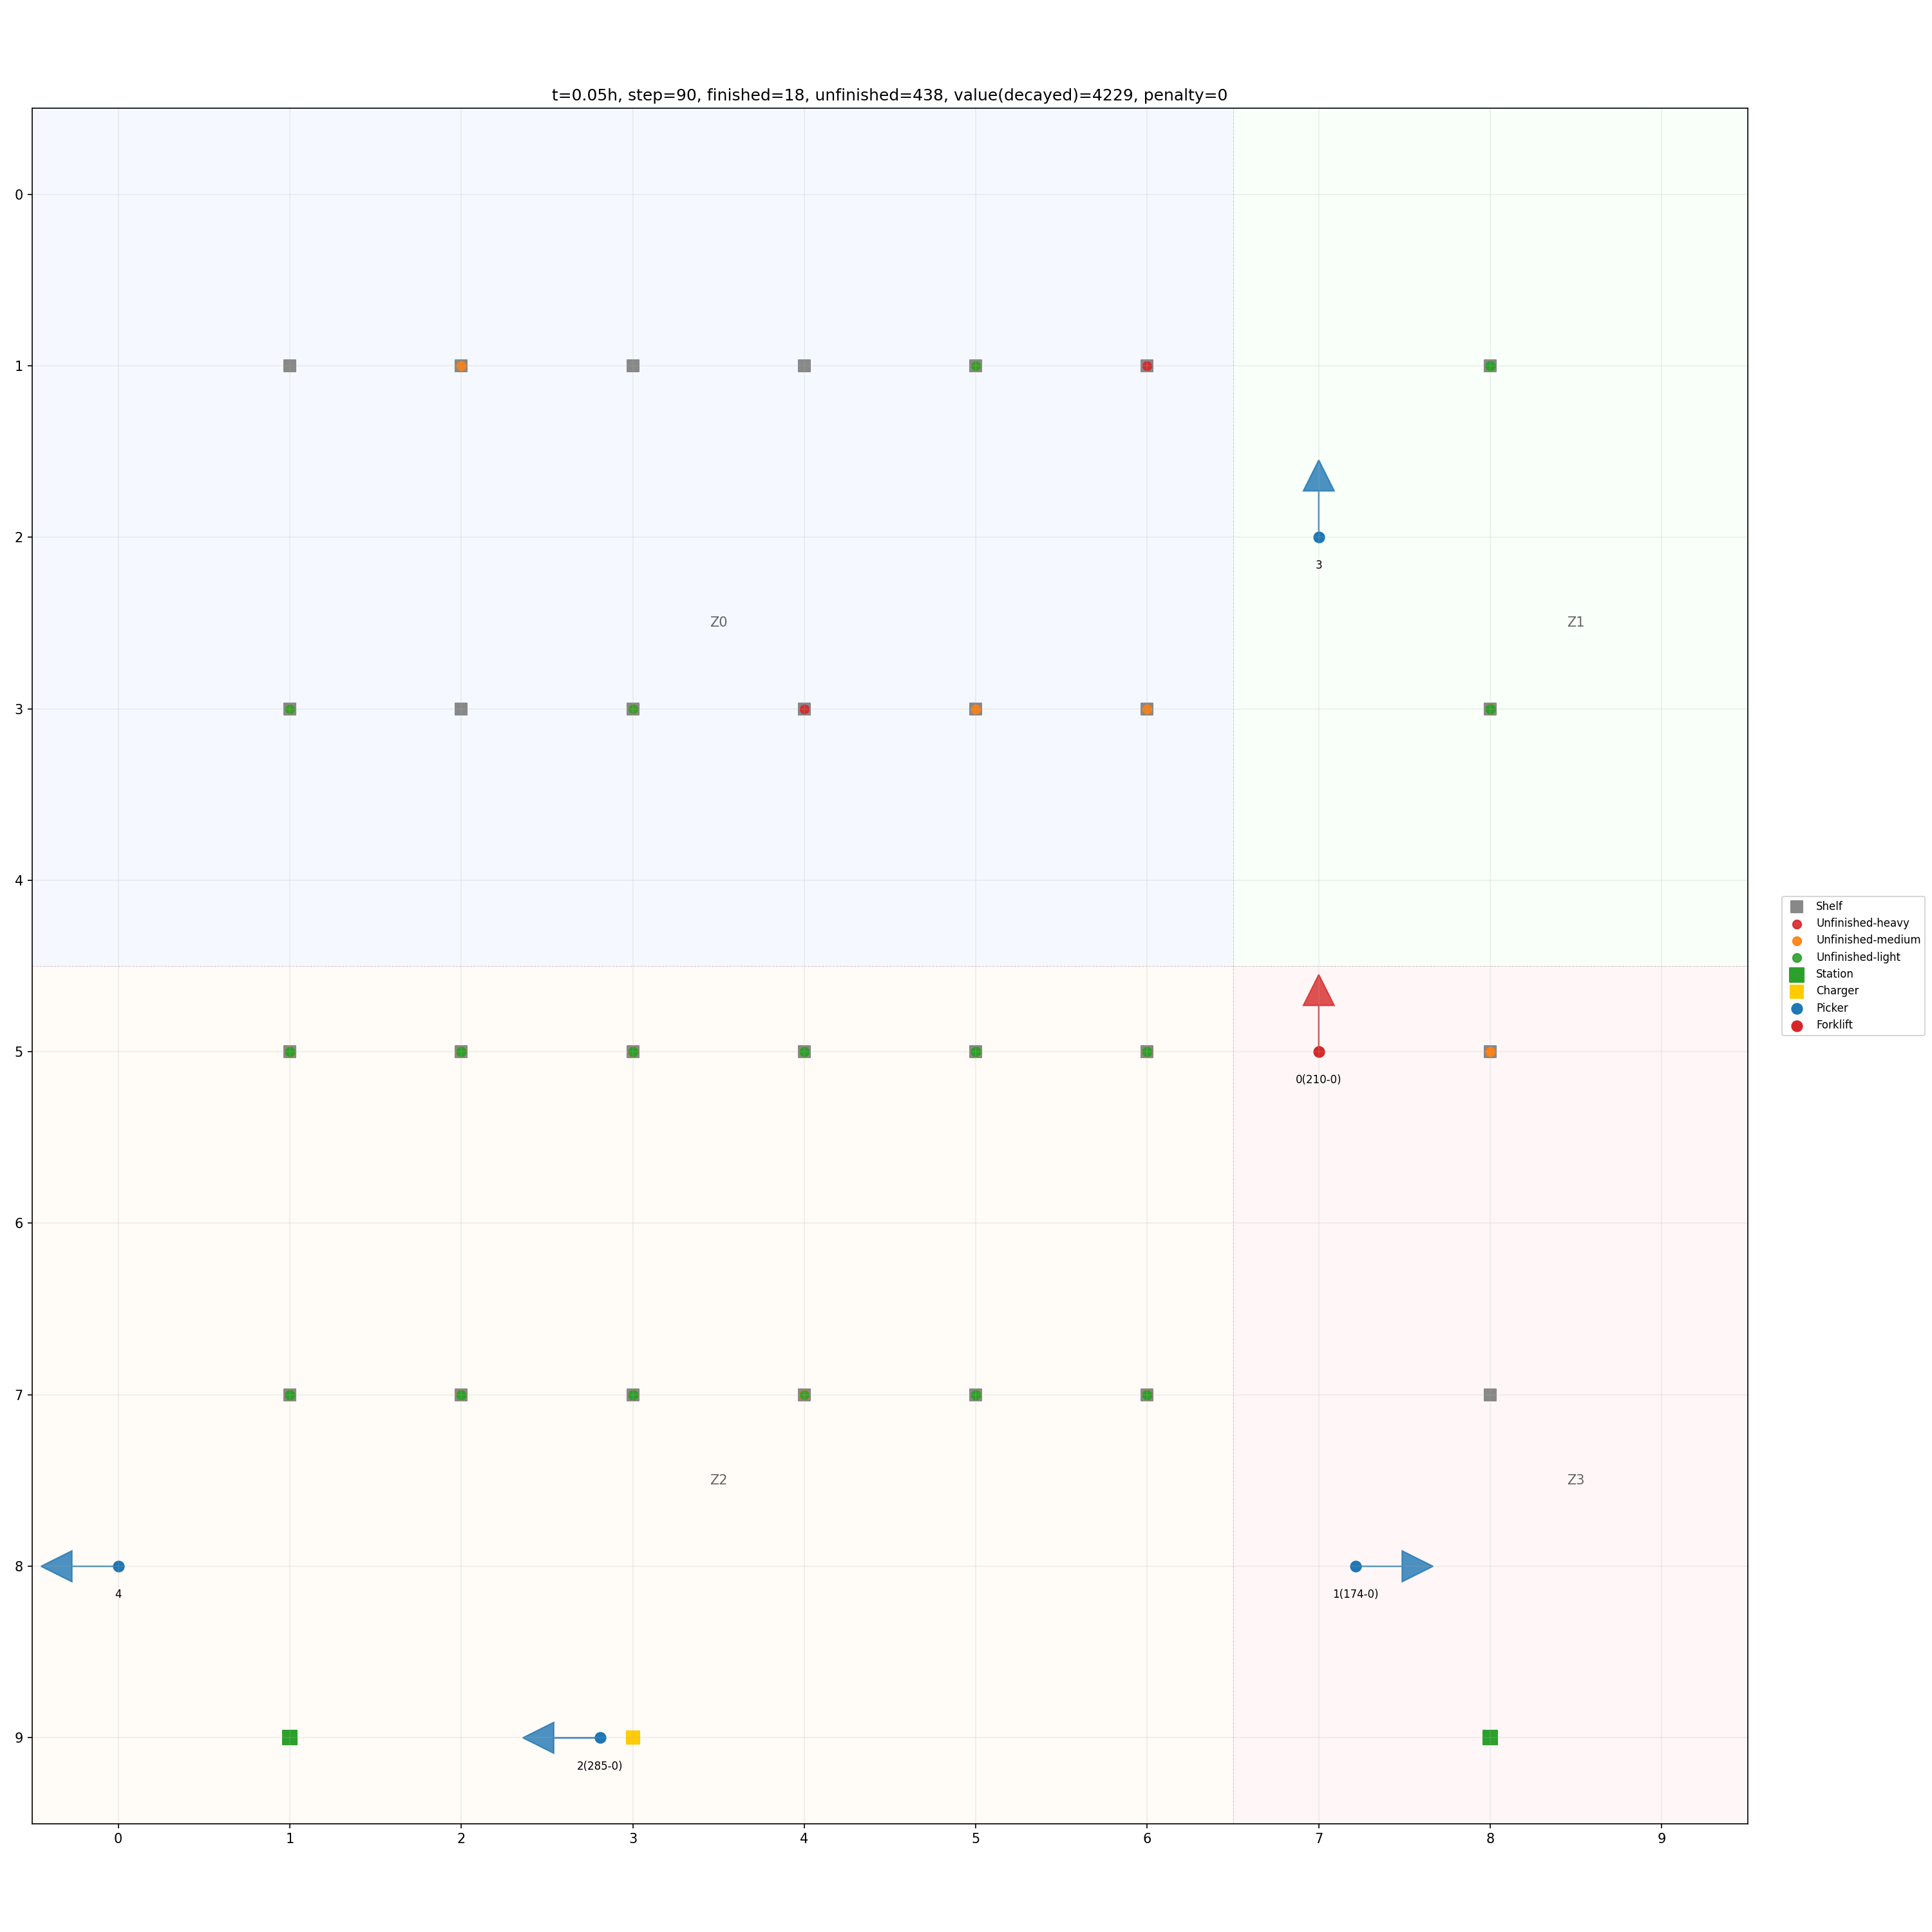 t=0.05h, step=90, finished=18, unfinished=438, value(decayed)=4229, penalty=0
0
1
2
3
4
5
6
7
8
9
3
Z0
Z1
0(210-0)
Z2
Z3
4
1(174-0)
2(285-0)
0
1
2
3
4
5
6
7
8
9
Shelf
Unfinished-heavy
Unfinished-medium
Unfinished-light
Station
Charger
Picker
Forklift